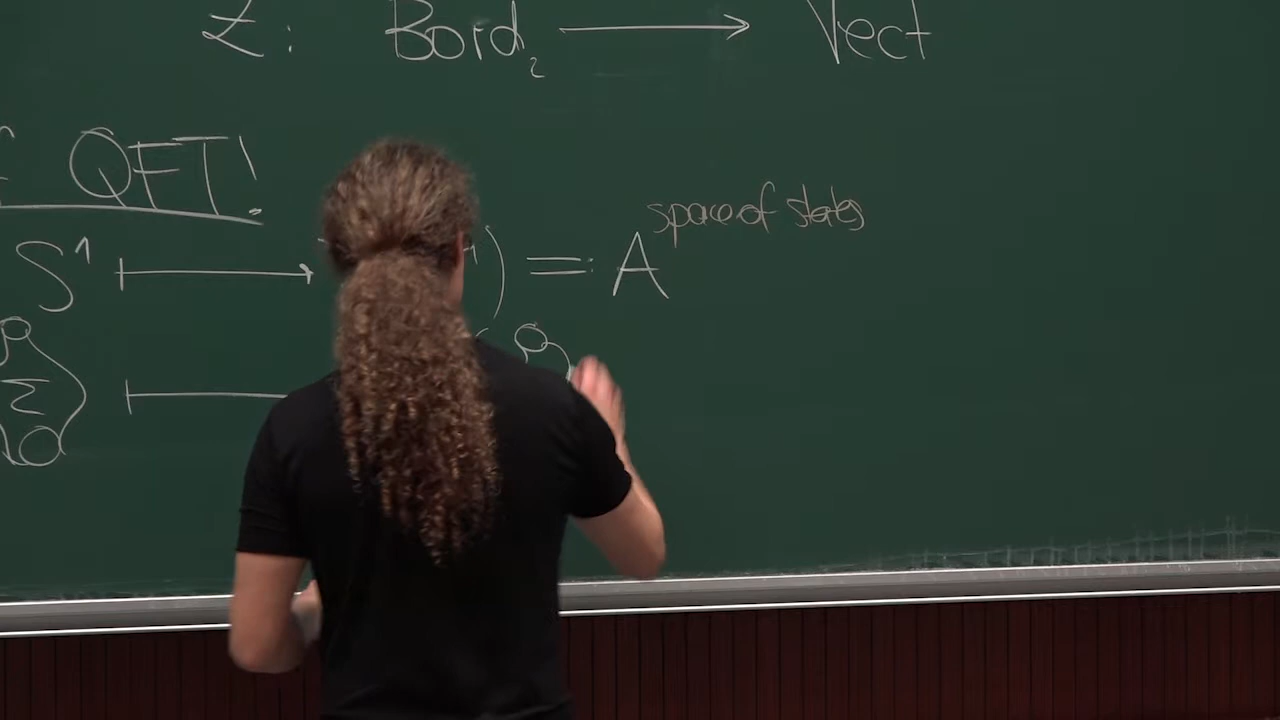 Z: Bord₂ ⟶ Vect
QFT!
space of states
S¹ ⟼ ) =: A
Σ ⟼